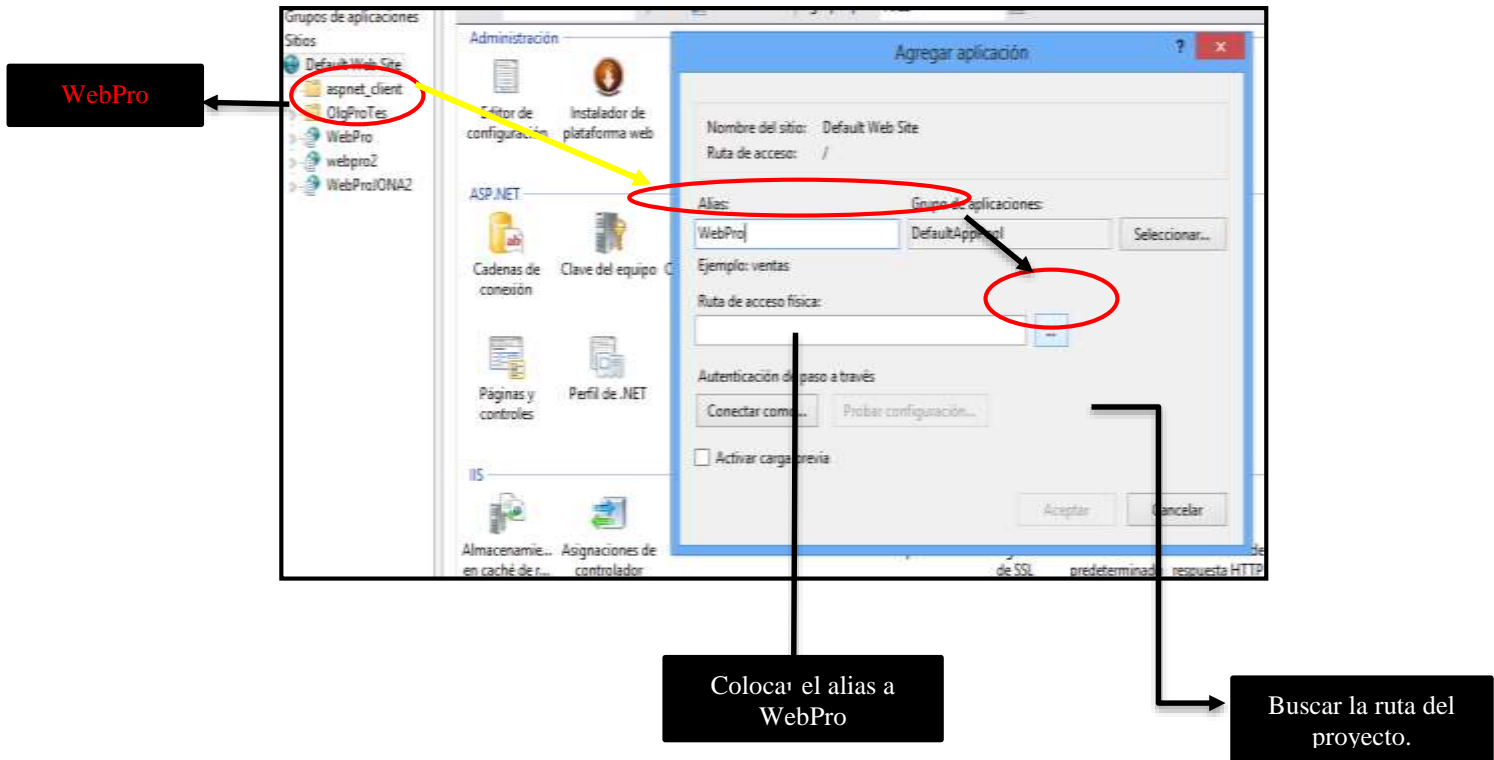 Grupos de aplicaciones
Sitios
Default Web Site
aspnet_client
OlgProTes
WebPro
webpro2
WebProJONA2
WebPro
Administración
Editor de configuración
Instalador de plataforma web
ASP.NET
Cadenas de conexión
Clave del equipo
C
Páginas y controles
Perfil de .NET
IIS
Almacenamie... en caché de r...
Asignaciones de controlador
de SSL
predeterminado
respuesta HTTP
Agregar aplicación
?
x
Nombre del sitio: Default Web Site
Ruta de acceso: /
Alias:
Grupo de aplicaciones:
WebPro
DefaultAppPool
Seleccionar...
Ejemplo: ventas
Ruta de acceso física:
...
Autenticación de paso a través
Conectar como...
Probar configuración...
Activar carga previa
Aceptar
Cancelar
Colocar el alias a
WebPro
Buscar la ruta del
proyecto.